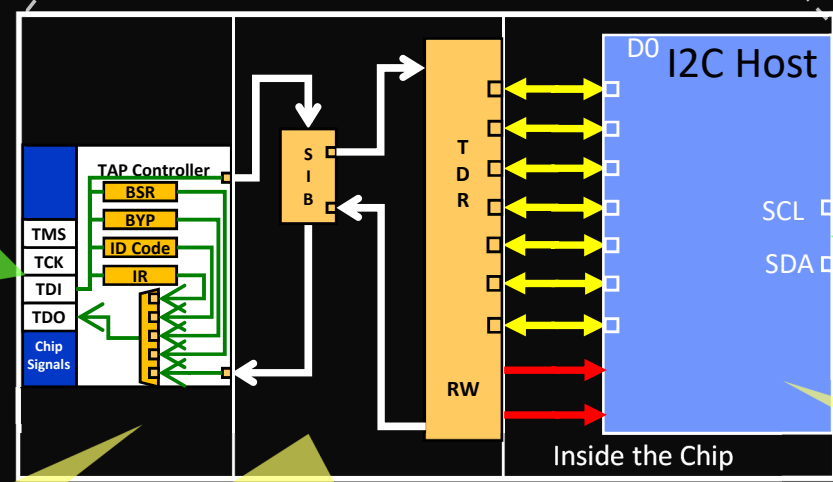 D0
I2C Host
TAP Controller
BSR
BYP
ID Code
IR
TMS
TCK
TDI
TDO
Chip
Signals
S
I
B
T
D
R
RW
SCL
SDA
Inside the Chip